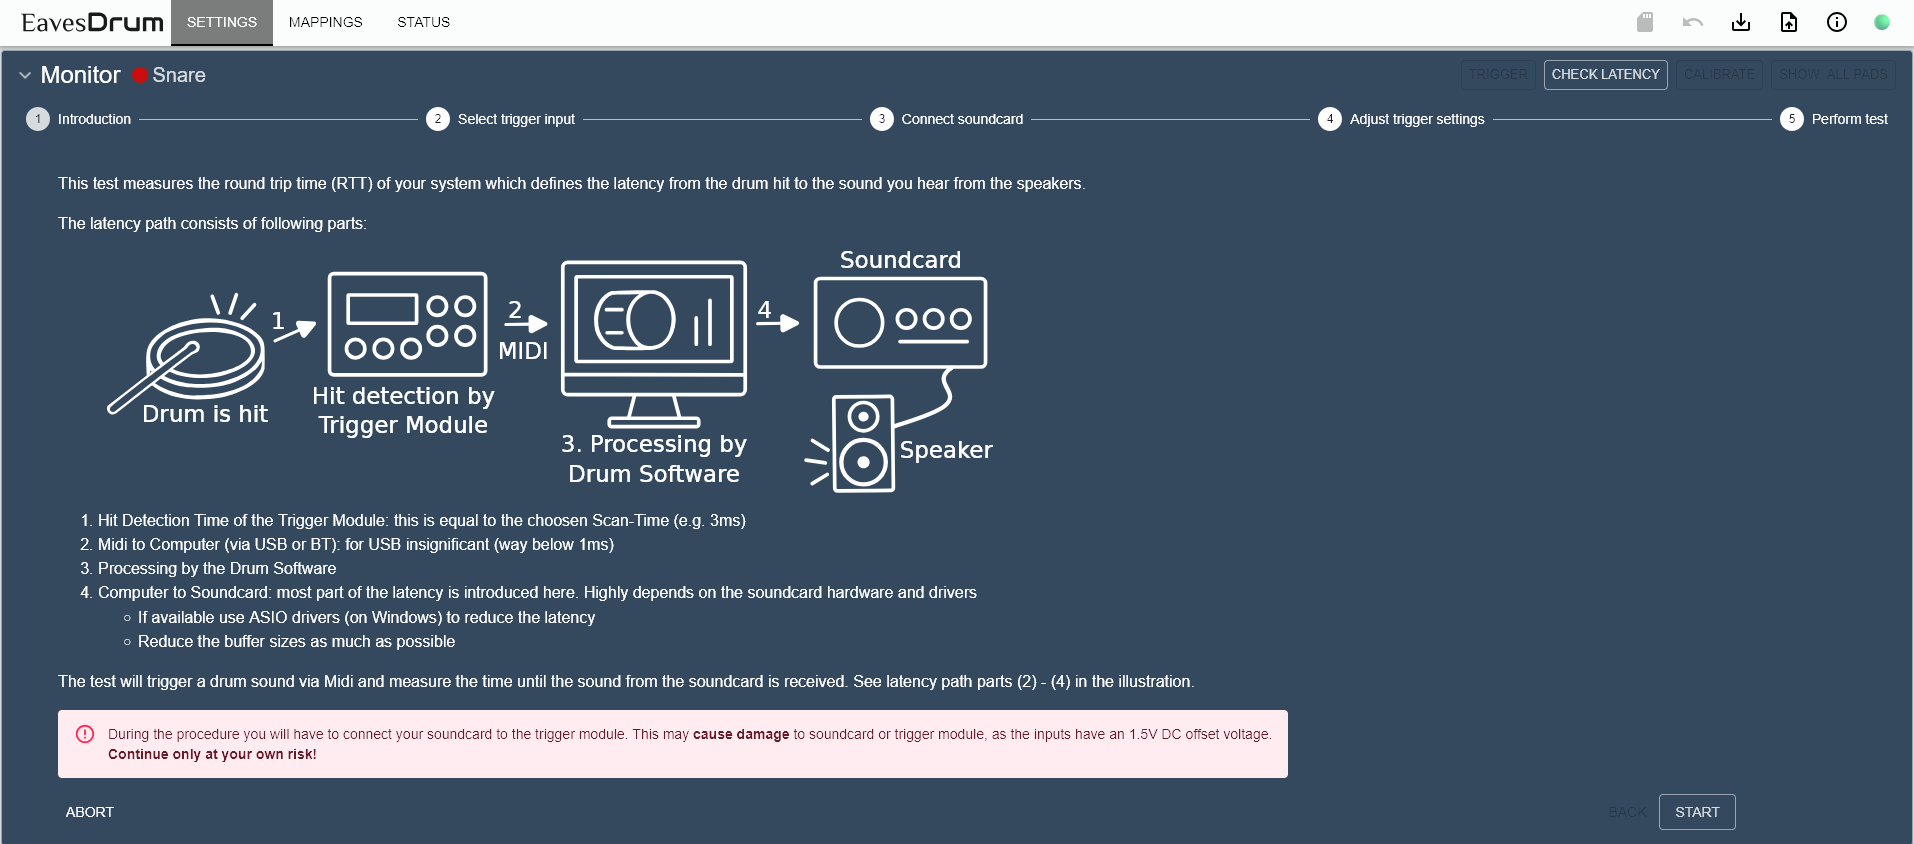 EavesDrum SETTINGS MAPPINGS STATUS
Monitor Snare TRIGGER CHECK LATENCY CALIBRATE SHOW ALL PADS
1 Introduction 2 Select trigger input 3 Connect soundcard 4 Adjust trigger settings 5 Perform test
This test measures the round trip time (RTT) of your system which defines the latency from the drum hit to the sound you hear from the speakers.
The latency path consists of following parts:
Soundcard
1 2 4
MIDI
Drum is hit
Hit detection by
Trigger Module
3. Processing by
Drum Software
Speaker
1. Hit Detection Time of the Trigger Module: this is equal to the choosen Scan-Time (e.g. 3ms)
2. Midi to Computer (via USB or BT): for USB insignificant (way below 1ms)
3. Processing by the Drum Software
4. Computer to Soundcard: most part of the latency is introduced here. Highly depends on the soundcard hardware and drivers
○ If available use ASIO drivers (on Windows) to reduce the latency
○ Reduce the buffer sizes as much as possible
The test will trigger a drum sound via Midi and measure the time until the sound from the soundcard is received. See latency path parts (2) - (4) in the illustration.
During the procedure you will have to connect your soundcard to the trigger module. This may cause damage to soundcard or trigger module, as the inputs have an 1.5V DC offset voltage.
Continue only at your own risk!
ABORT BACK START